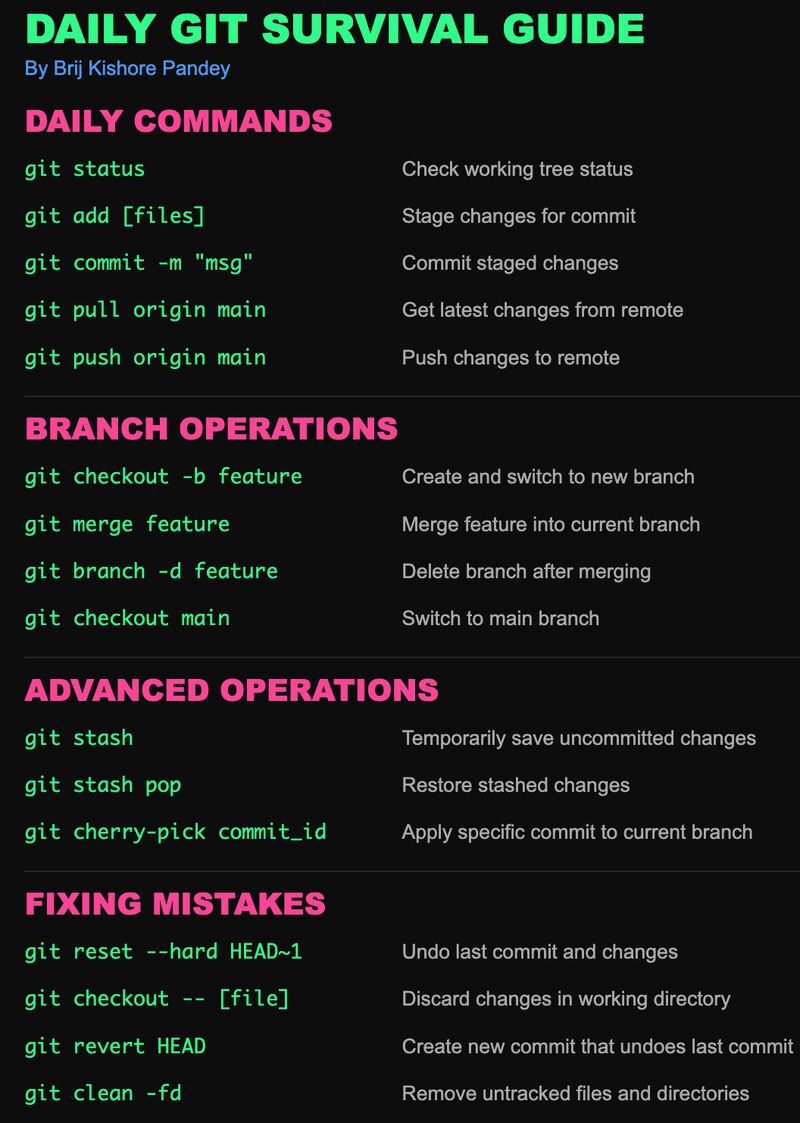 DAILY GIT SURVIVAL GUIDE
By Brij Kishore Pandey
DAILY COMMANDS
git status Check working tree status
git add [files] Stage changes for commit
git commit -m "msg" Commit staged changes
git pull origin main Get latest changes from remote
git push origin main Push changes to remote
BRANCH OPERATIONS
git checkout -b feature Create and switch to new branch
git merge feature Merge feature into current branch
git branch -d feature Delete branch after merging
git checkout main Switch to main branch
ADVANCED OPERATIONS
git stash Temporarily save uncommitted changes
git stash pop Restore stashed changes
git cherry-pick commit_id Apply specific commit to current branch
FIXING MISTAKES
git reset --hard HEAD~1 Undo last commit and changes
git checkout -- [file] Discard changes in working directory
git revert HEAD Create new commit that undoes last commit
git clean -fd Remove untracked files and directories